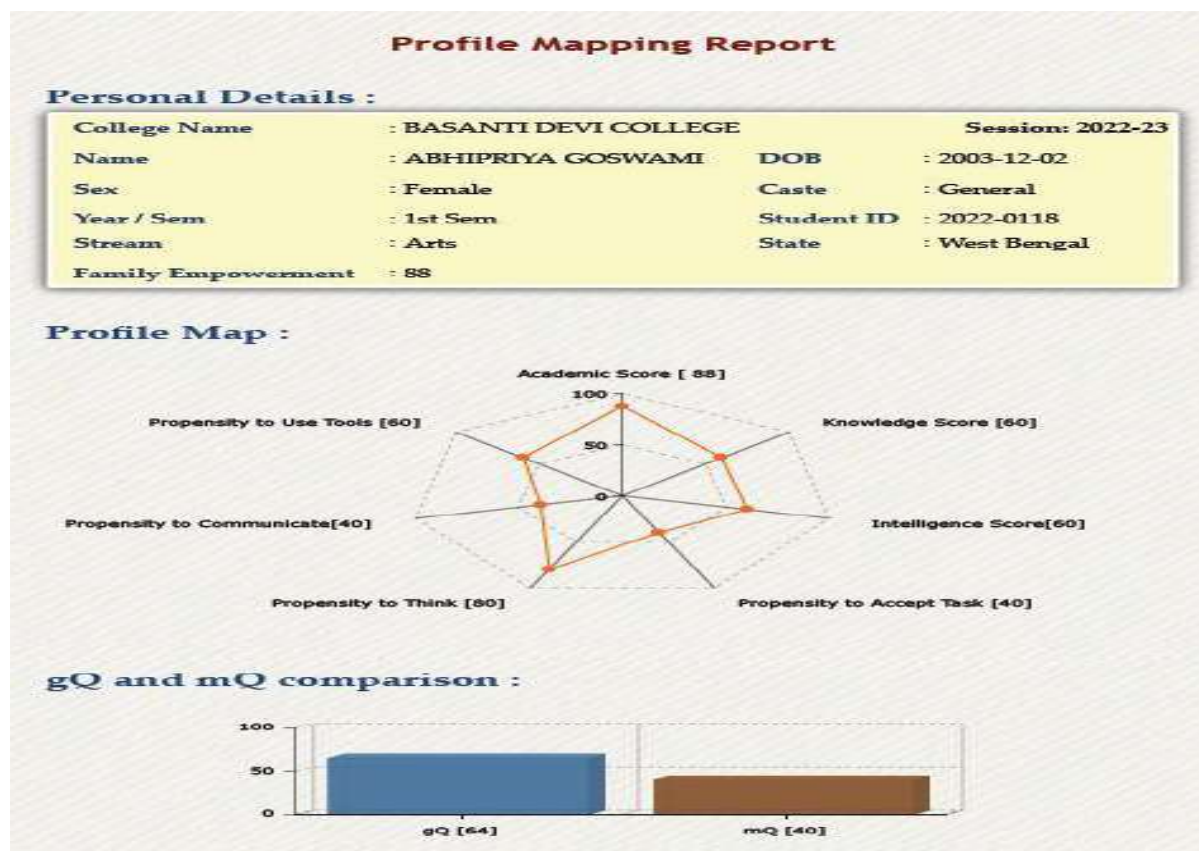 Profile Mapping Report
Personal Details :
College Name : BASANTI DEVI COLLEGE Session: 2022-23
Name : ABHIPRIYA GOSWAMI DOB : 2003-12-02
Sex : Female Caste : General
Year / Sem : 1st Sem Student ID : 2022-0118
Stream : Arts State : West Bengal
Family Empowerment : 88
Profile Map :
Academic Score [ 88]
100
Propensity to Use Tools [60] Knowledge Score [60]
50
0
Propensity to Communicate[40] Intelligence Score[60]
Propensity to Think [80] Propensity to Accept Task [40]
gQ and mQ comparison :
100
50
0
gQ [64] mQ [40]